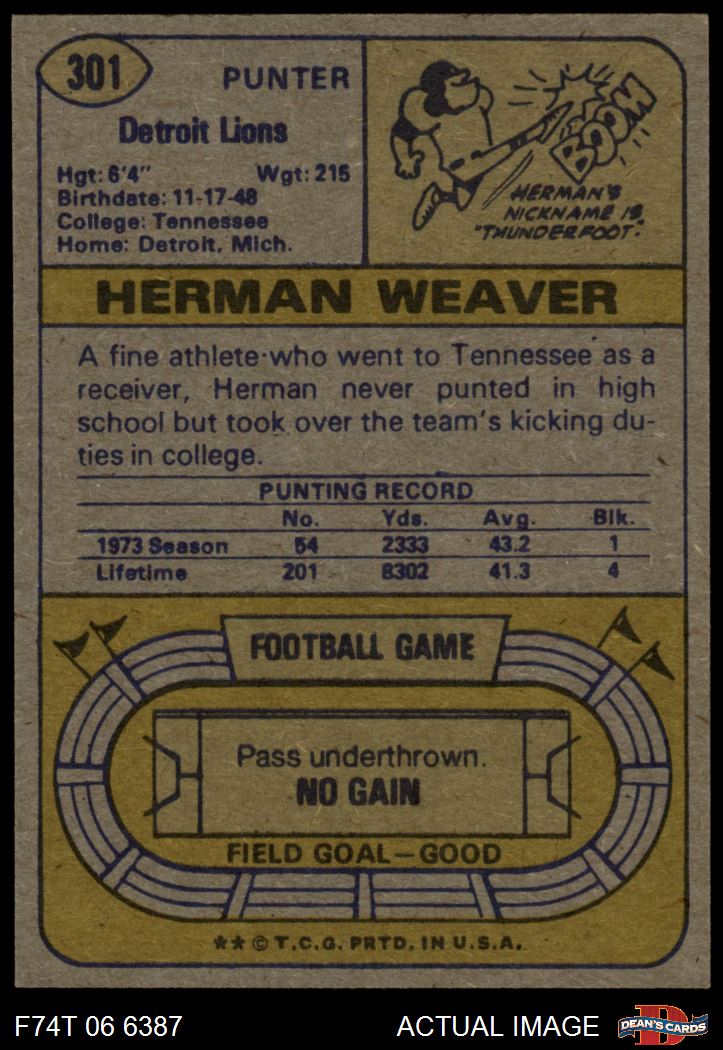 301
PUNTER
Detroit Lions
Hgt: 6'4" Wgt: 215
Birthdate: 11-17-48
College: Tennessee
Home: Detroit, Mich.
BOOM
HERMAN'S
NICKNAME IS
"THUNDERFOOT."
HERMAN WEAVER
A fine athlete who went to Tennessee as a
receiver, Herman never punted in high
school but took over the team's kicking du-
ties in college.
PUNTING RECORD
No. Yds. Avg. Blk.
1973 Season 54 2333 43.2 1
Lifetime 201 8302 41.3 4
FOOTBALL GAME
Pass underthrown.
NO GAIN
FIELD GOAL—GOOD
** © T.C.G. PRTD. IN U.S.A.
F74T 06 6387 ACTUAL IMAGE
D
DEAN'S CARDS